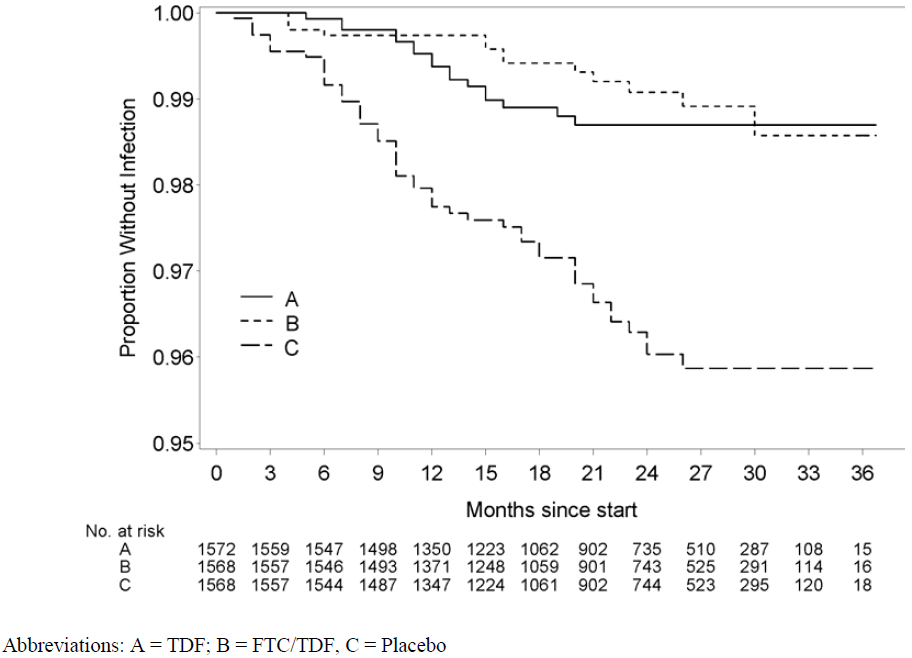 1.00
0.99
0.98
0.97
0.96
0.95
Proportion Without Infection
A
B
C
0 3 6 9 12 15 18 21 24 27 30 33 36
Months since start
No. at risk
A 1572 1559 1547 1498 1350 1223 1062 902 735 510 287 108 15
B 1568 1557 1546 1493 1371 1248 1059 901 743 525 291 114 16
C 1568 1557 1544 1487 1347 1224 1061 902 744 523 295 120 18
Abbreviations: A = TDF; B = FTC/TDF, C = Placebo